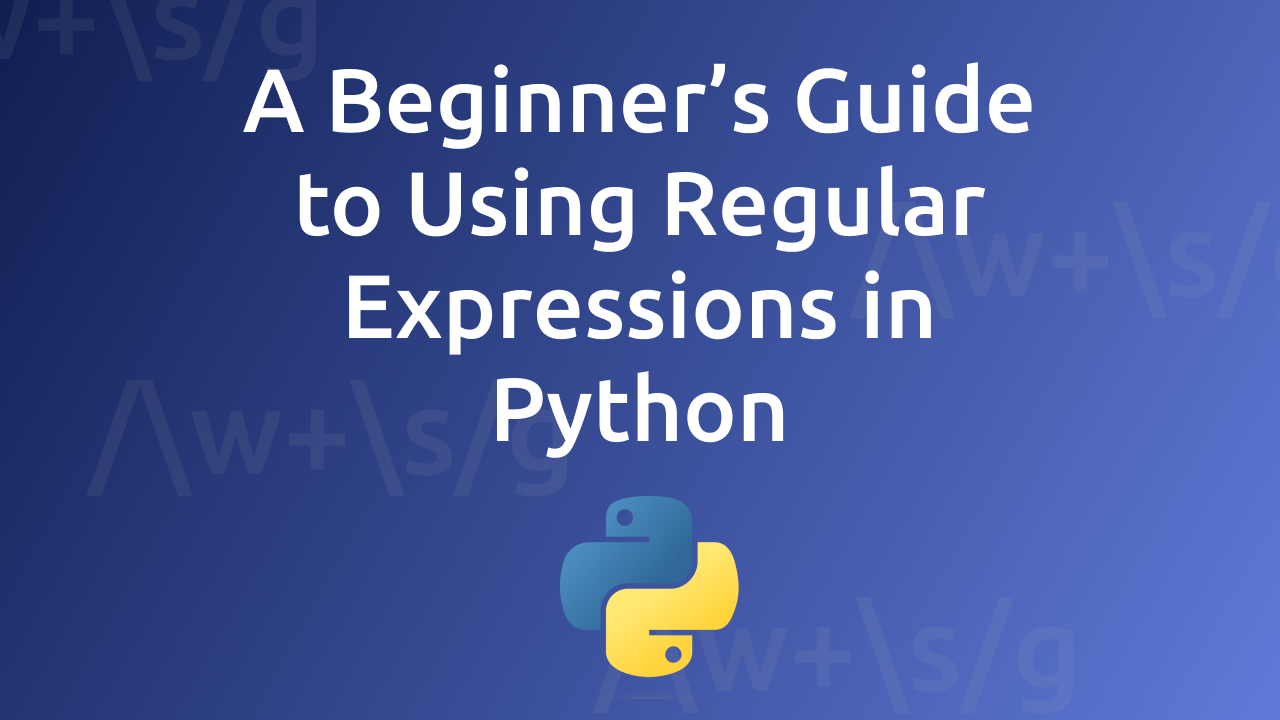 w+\s/g
A Beginner’s Guide
to Using Regular
/\w+\s/
Expressions in
Python
/\w+\s/g
/\w+\s/g